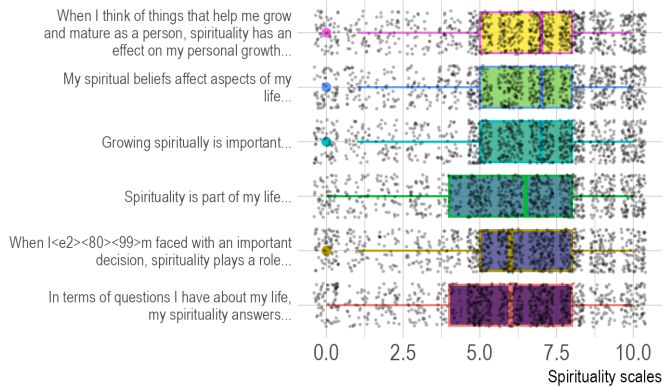 When I think of things that help me grow
and mature as a person, spirituality has an
effect on my personal growth...
My spiritual beliefs affect aspects of my
life...
Growing spiritually is important...
Spirituality is part of my life...
When I<e2><80><99>m faced with an important
decision, spirituality plays a role...
In terms of questions I have about my life,
my spirituality answers...
0.0 2.5 5.0 7.5 10.0
Spirituality scales